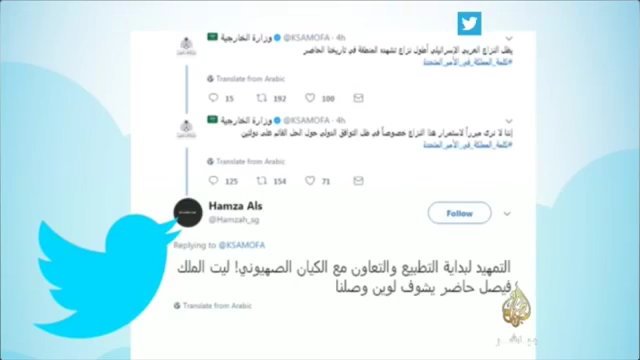 وزارة الخارجية @KSAMOFA · 4h
يظل النزاع العربي الإسرائيلي أطول نزاع تشهده المنطقة في تاريخنا الحاضر
#كلمة_المملكة_في_الأمم_المتحدة
Translate from Arabic
15 192 100
وزارة الخارجية @KSAMOFA · 4h
إننا لا نرى مبرراً لاستمرار هذا النزاع خصوصاً في ظل التوافق الدولي حول الحل القائم على دولتين
#كلمة_المملكة_في_الأمم_المتحدة
Translate from Arabic
125 154 71
Hamza Als
@Hamzah_sg
Follow
Replying to @KSAMOFA
التمهيد لبداية التطبيع والتعاون مع الكيان الصهيوني! ليت الملك
فيصل حاضر يشوف لوين وصلنا
Translate from Arabic